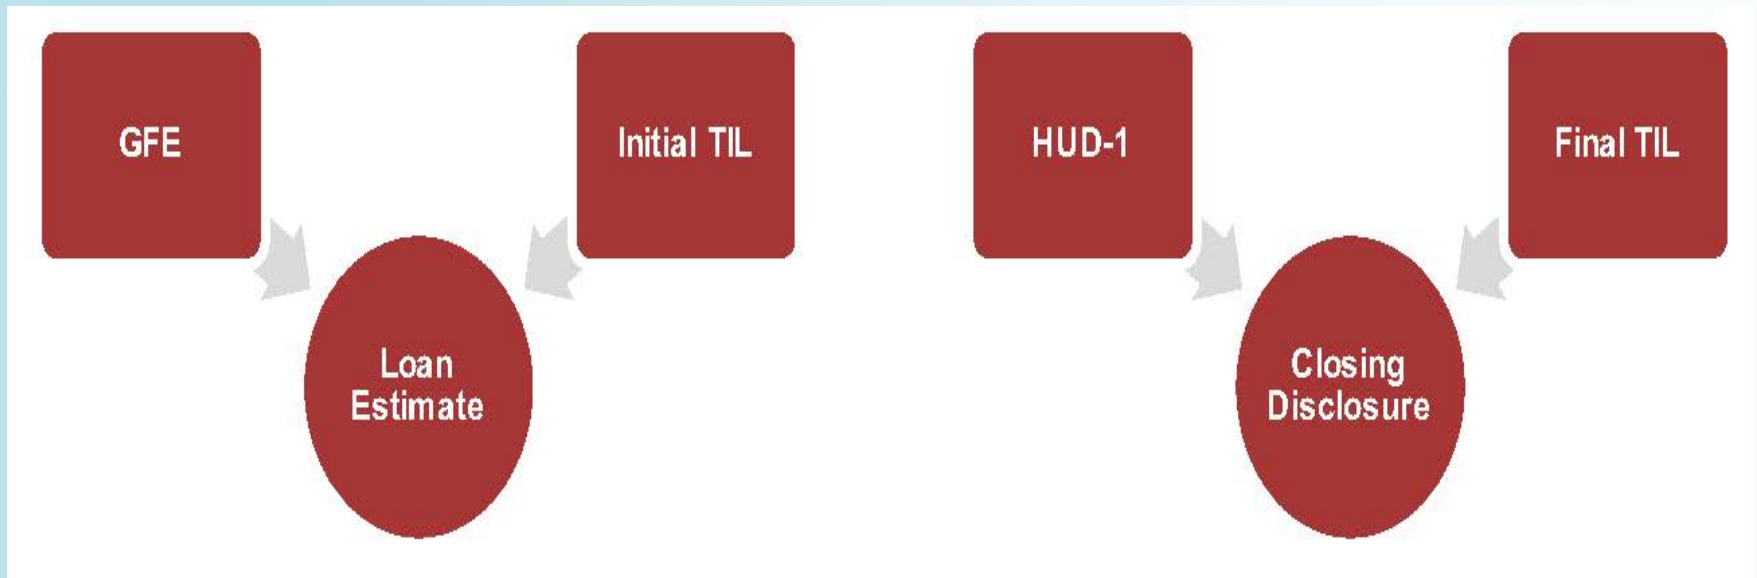 GFE
Initial TIL
HUD-1
Final TIL
Loan
Estimate
Closing
Disclosure